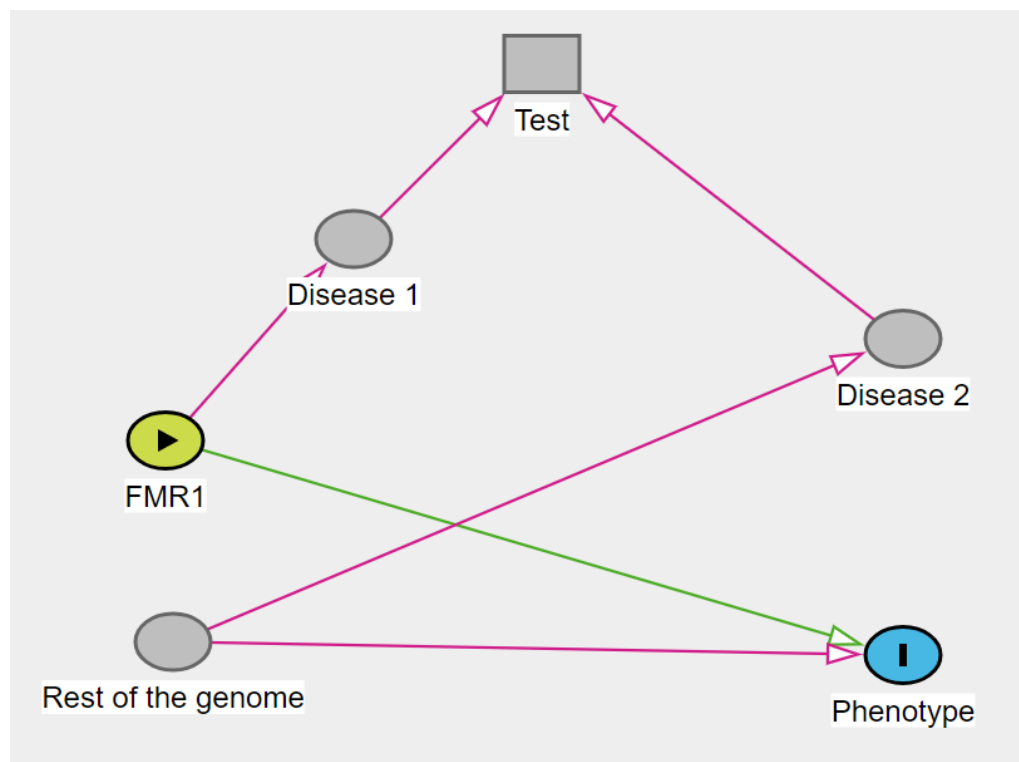 Test
Disease 1
Disease 2
FMR1
Rest of the genome
Phenotype